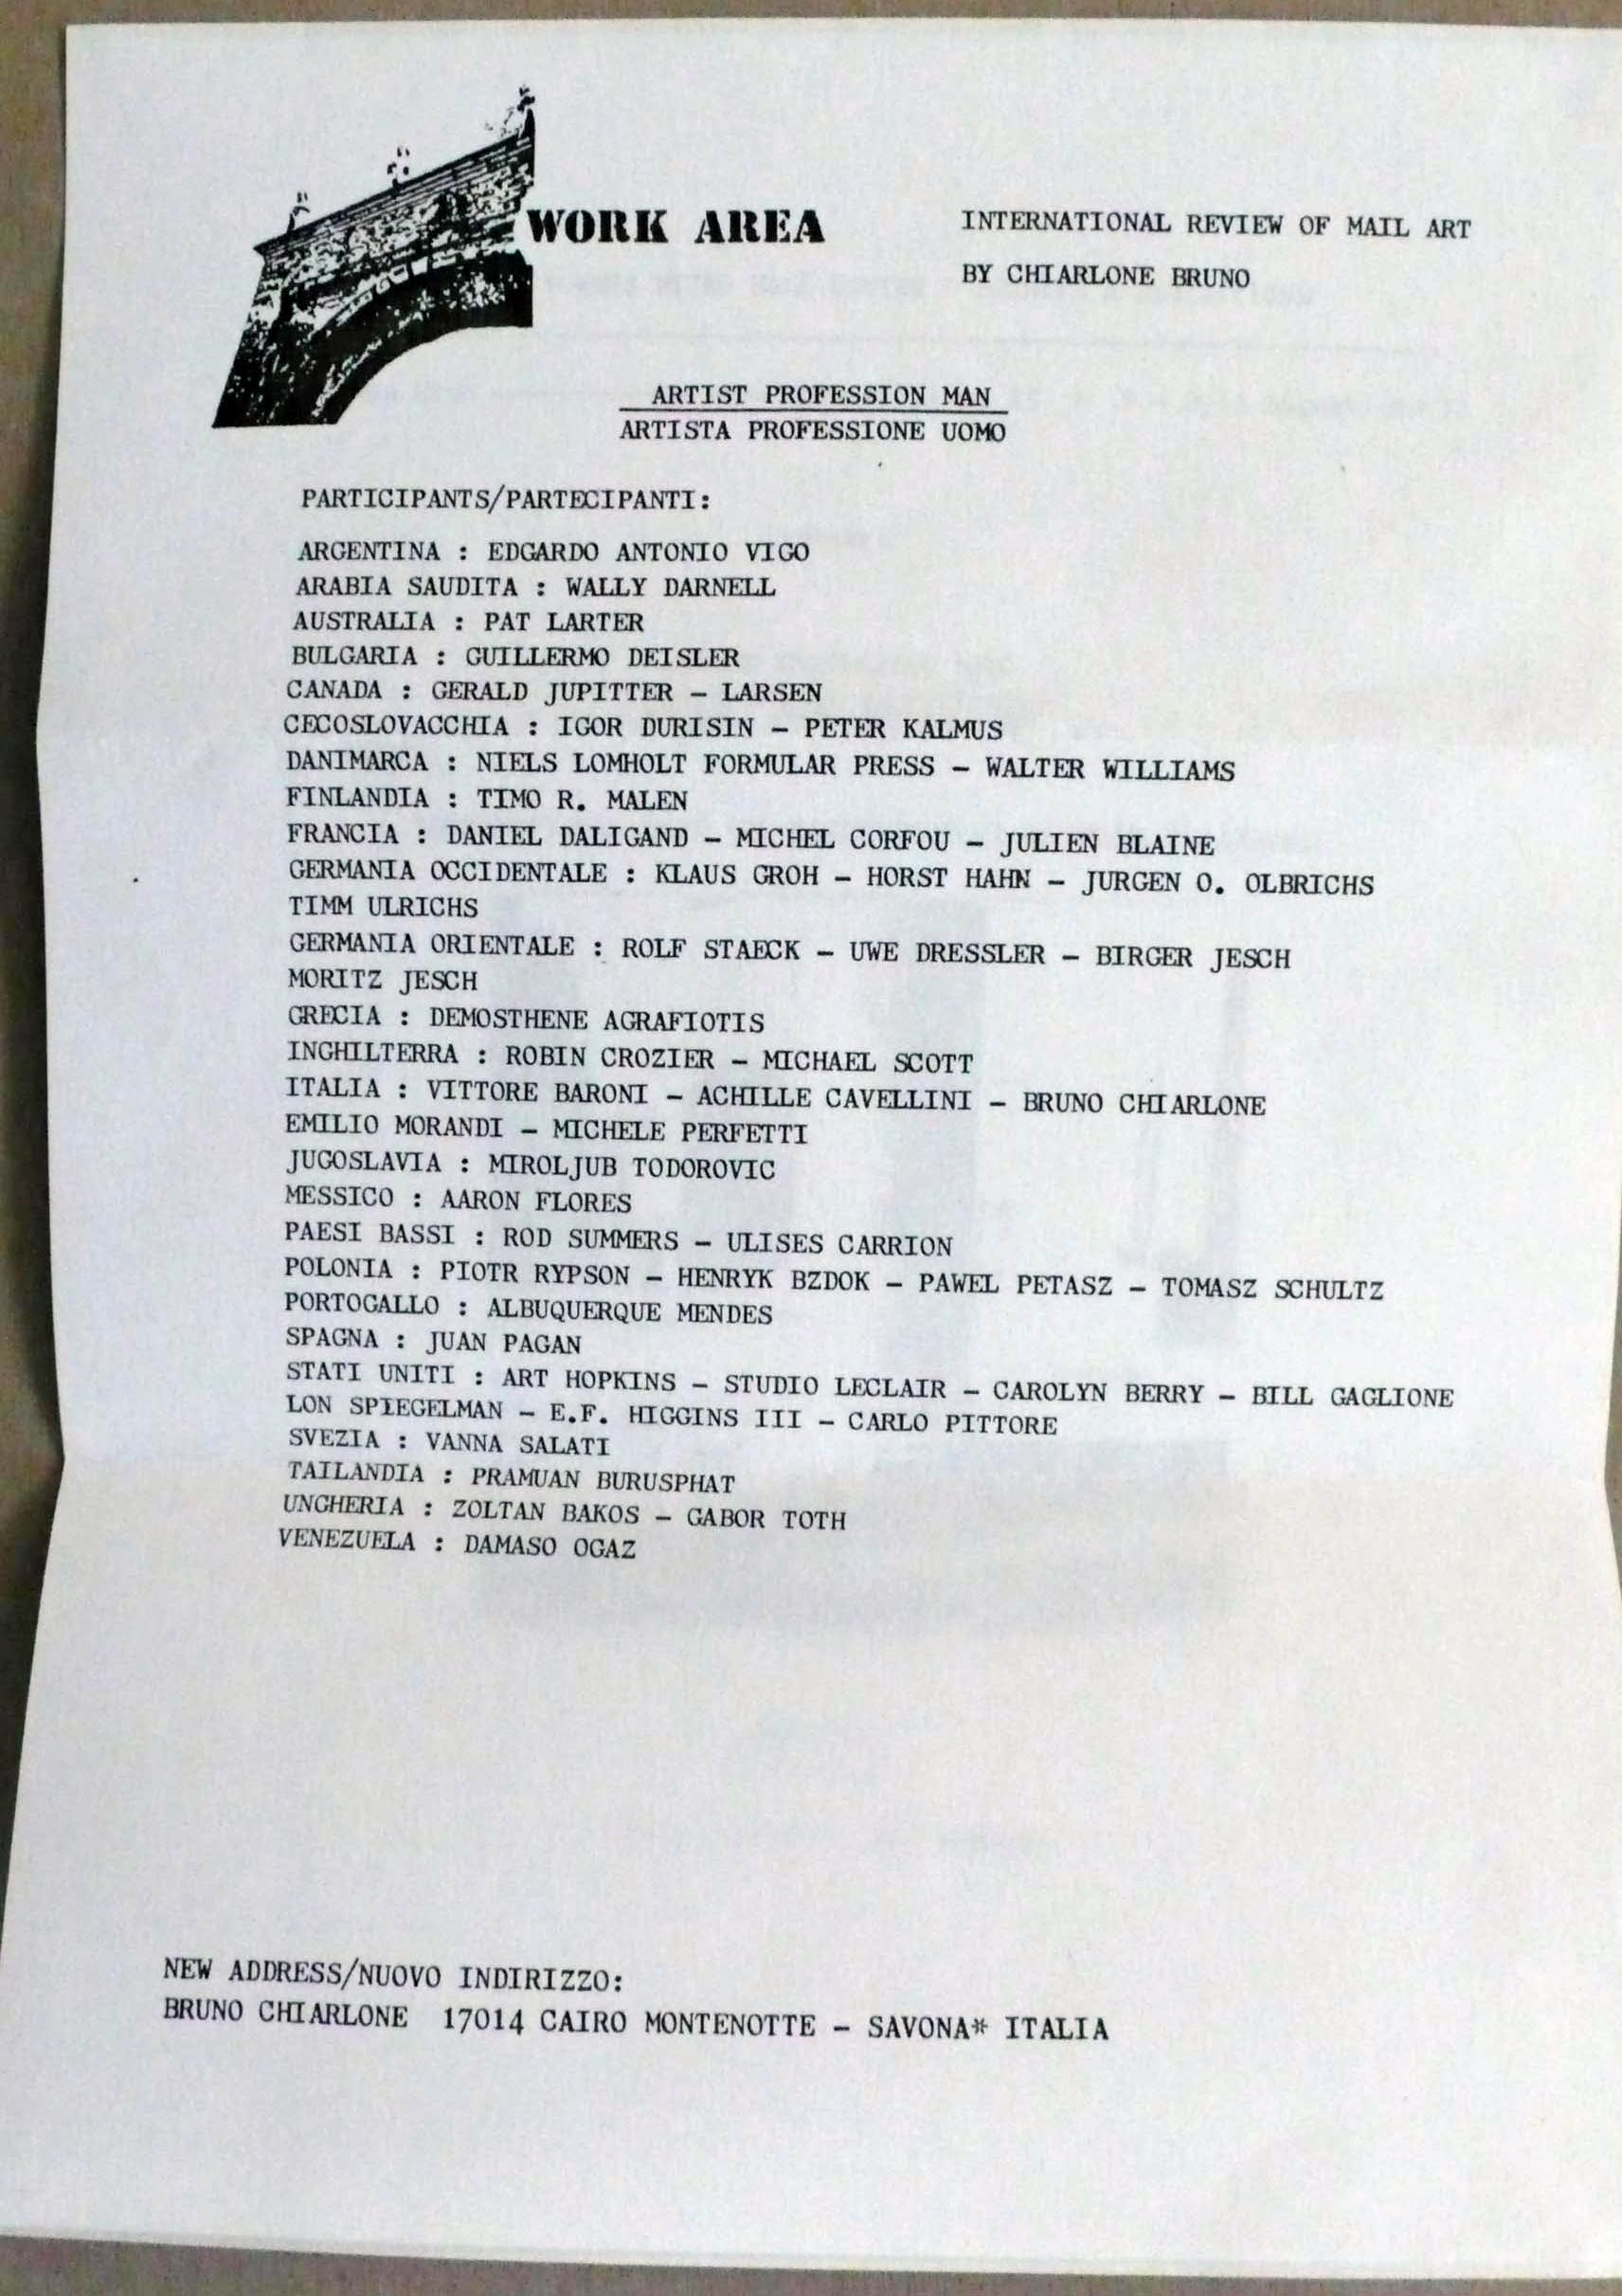 WORK AREA
INTERNATIONAL REVIEW OF MAIL ART
BY CHIARLONE BRUNO
ARTIST PROFESSION MAN
ARTISTA PROFESSIONE UOMO
PARTICIPANTS/PARTECIPANTI:
ARGENTINA : EDGARDO ANTONIO VIGO
ARABIA SAUDITA : WALLY DARNELL
AUSTRALIA : PAT LARTER
BULGARIA : GUILLERMO DEISLER
CANADA : GERALD JUPITTER – LARSEN
CECOSLOVACCHIA : IGOR DURISIN – PETER KALMUS
DANIMARCA : NIELS LOMHOLT FORMULAR PRESS – WALTER WILLIAMS
FINLANDIA : TIMO R. MALEN
FRANCIA : DANIEL DALIGAND – MICHEL CORFOU – JULIEN BLAINE
GERMANIA OCCIDENTALE : KLAUS GROH – HORST HAHN – JURGEN O. OLBRICHS
TIMM ULRICHS
GERMANIA ORIENTALE : ROLF STAECK – UWE DRESSLER – BIRGER JESCH
MORITZ JESCH
GRECIA : DEMOSTHENE AGRAFIOTIS
INGHILTERRA : ROBIN CROZIER – MICHAEL SCOTT
ITALIA : VITTORE BARONI – ACHILLE CAVELLINI – BRUNO CHIARLONE
EMILIO MORANDI – MICHELE PERFETTI
JUGOSLAVIA : MIROLJUB TODOROVIC
MESSICO : AARON FLORES
PAESI BASSI : ROD SUMMERS – ULISES CARRION
POLONIA : PIOTR RYPSON – HENRYK BZDOK – PAWEL PETASZ – TOMASZ SCHULTZ
PORTOGALLO : ALBUQUERQUE MENDES
SPAGNA : JUAN PAGAN
STATI UNITI : ART HOPKINS – STUDIO LECLAIR – CAROLYN BERRY – BILL GAGLIONE
LON SPIEGELMAN – E.F. HIGGINS III – CARLO PITTORE
SVEZIA : VANNA SALATI
TAILANDIA : PRAMUAN BURUSPHAT
UNGHERIA : ZOLTAN BAKOS – GABOR TOTH
VENEZUELA : DAMASO OGAZ
NEW ADDRESS/NUOVO INDIRIZZO:
BRUNO CHIARLONE 17014 CAIRO MONTENOTTE – SAVONA* ITALIA